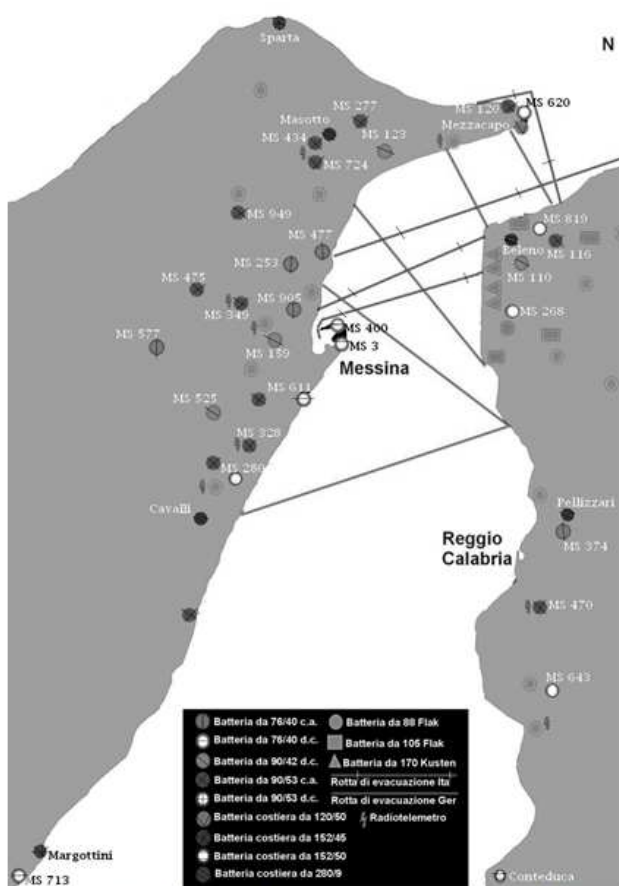 Sparta
N
MS 277
MS 120
MS 620
Masotto
MS 434
MS 123
Mezzacapo
MS 724
MS 949
MS 477
MS 819
Beleno
MS 116
MS 253
MS 110
MS 475
MS 349
MS 905
MS 268
MS 400
MS 577
MS 159
MS 3
Messina
MS 611
MS 525
MS 328
MS 280
Cavalli
Pellizzari
Reggio
Calabria
MS 374
MS 470
MS 643
Batteria da 76/40 c.a.
Batteria da 76/40 d.c.
Batteria da 90/42 d.c.
Batteria da 90/53 c.a.
Batteria da 90/53 d.c.
Batteria costiera da 120/50
Batteria costiera da 152/45
Batteria costiera da 152/50
Batteria costiera da 280/9
Batteria da 88 Flak
Batteria da 105 Flak
Batteria da 170 Kusten
Rotta di evacuazione Ita
Rotta di evacuazione Ger
Radiotelemetro
Margottini
MS 713
Conteduca